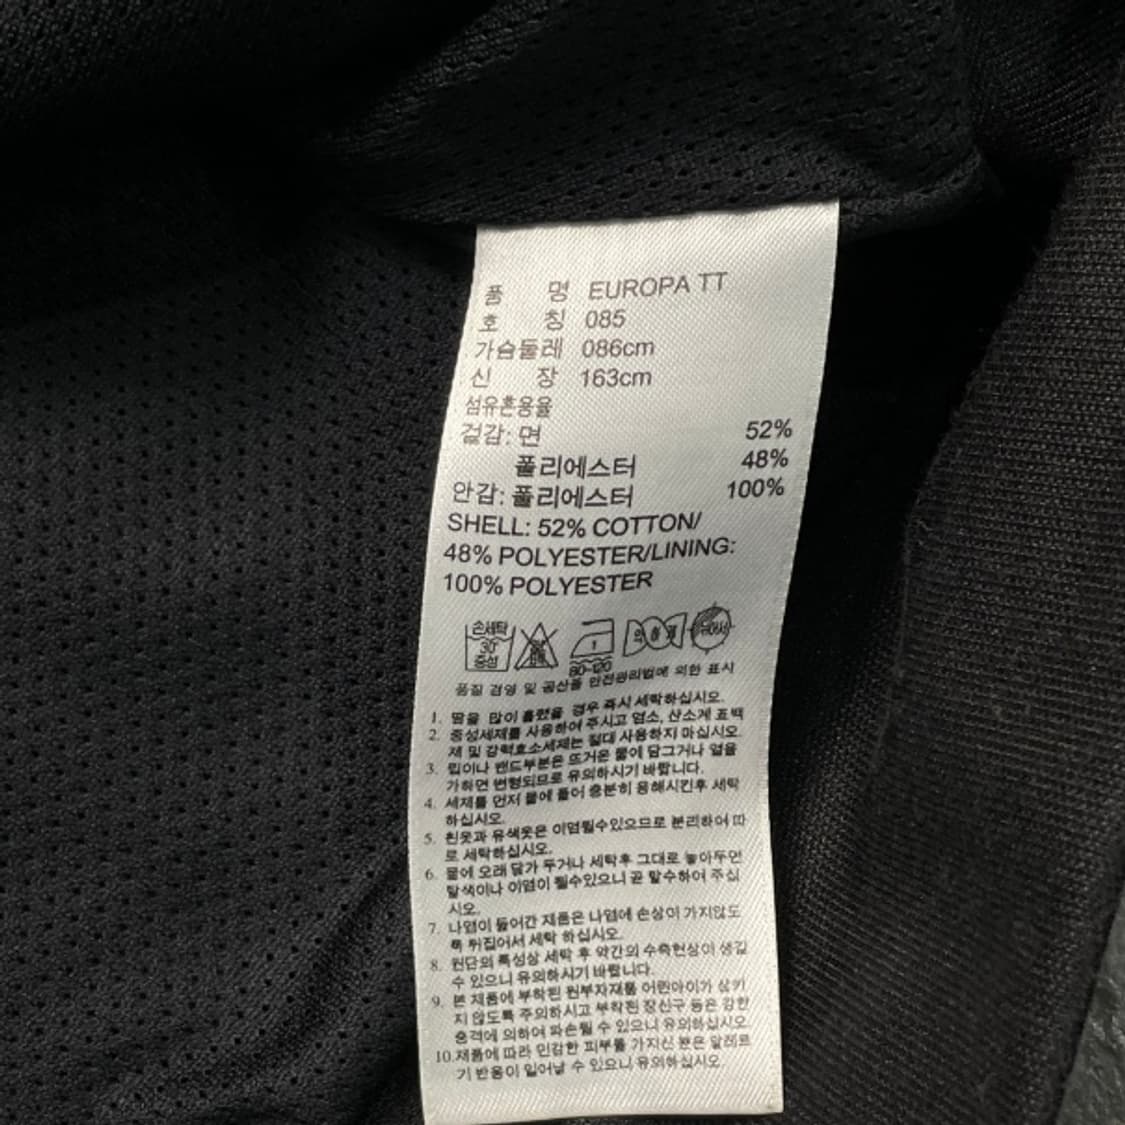 품 명 EUROPA TT
호 칭 085
가슴둘레 086cm
신 장 163cm
섬유혼용율
겉감: 면 52%
폴리에스터 48%
안감: 폴리에스터 100%
SHELL: 52% COTTON/
48% POLYESTER/LINING:
100% POLYESTER
손세탁
30°
중성
80~120
품질 경영 및 공산품 안전관리법에 의한 표시
1. 땀을 많이 흘렸을 경우 즉시 세탁하십시오.
2. 중성세제를 사용하여 주시고 염소, 산소계 표백
제 및 강력효소세제는 절대 사용하지 마십시오.
3. 립이나 밴드부분은 뜨거운 물에 담그거나 열을
가하면 변형되므로 유의하시기 바랍니다.
4. 세제를 먼저 물에 풀어 충분히 용해시킨후 세탁
하십시오.
5. 흰옷과 유색옷은 이염될수있으므로 분리하여 따
로 세탁하십시오.
6. 물에 오래 담가 두거나 세탁후 그대로 놓아두면
탈색이나 이염이 될수있으니 곧 탈수하여 주십
시오.
7. 나염이 들어간 제품은 나염에 손상이 가지않도
록 뒤집어서 세탁 하십시오.
8. 원단의 특성상 세탁 후 약간의 수축현상이 생길
수 있으니 유의하시기 바랍니다.
9. 본 제품에 부착된 원부자재를 어린아이가 삼키
지 않도록 주의하시고 부착된 장신구 등은 강한
충격에 의하여 파손될 수 있으니 유의하십시오.
10.제품에 따라 민감한 피부를 가지신 분은 알레르
기 반응이 일어날 수 있으니 유의하십시오.